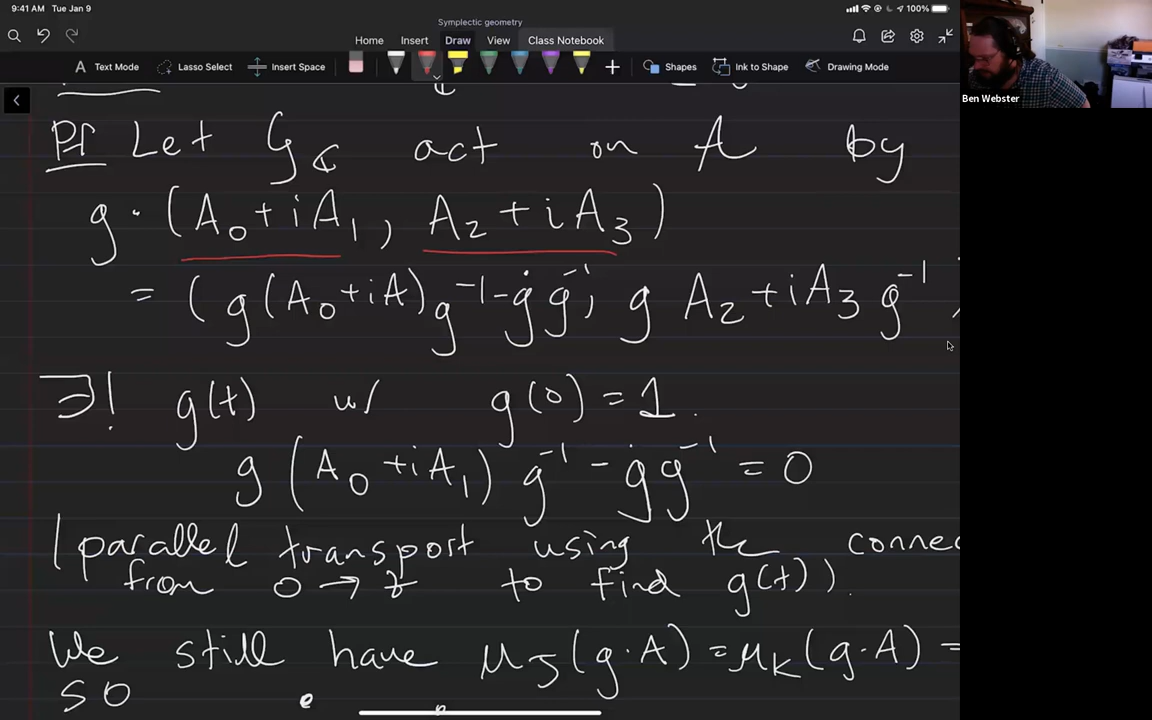 9:41 AM Tue Jan 9
100%
Symplectic geometry
Home Insert Draw View Class Notebook
Text Mode Lasso Select Insert Space Shapes Ink to Shape Drawing Mode
Ben Webster
Pf Let G_ℂ act on A by
g · (A₀ + iA₁, A₂ + iA₃)
= (g(A₀ + iA)g⁻¹ - ġg⁻¹, g A₂ + iA₃ g⁻¹
∃! g(t) w/ g(0) = 1.
g (A₀ + iA₁) g⁻¹ - ġg⁻¹ = 0
(parallel transport using the connec
from 0 → t to find g(t)).
We still have μ_J(g·A) = μ_K(g·A) =
so